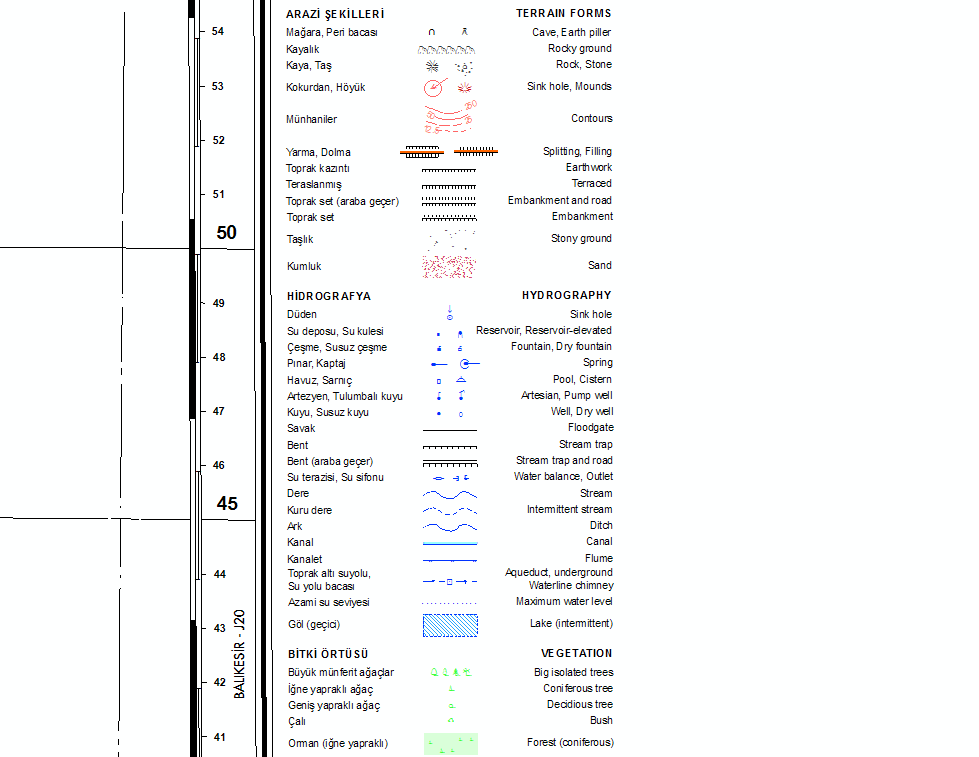 54
53
52
51
50
49
48
47
46
45
44
43
42
41
BALIKESİR - J20
ARAZİ ŞEKİLLERİ TERRAIN FORMS
Mağara, Peri bacası Cave, Earth piller
Kayalık Rocky ground
Kaya, Taş Rock, Stone
Kokurdan, Höyük Sink hole, Mounds
Münhaniler 250 50 25 12.5 Contours
Yarma, Dolma Splitting, Filling
Toprak kazıntı Earthwork
Teraslanmış Terraced
Toprak set (araba geçer) Embankment and road
Toprak set Embankment
Taşlık Stony ground
Kumluk Sand
HİDROGRAFYA HYDROGRAPHY
Düden Sink hole
Su deposu, Su kulesi Reservoir, Reservoir-elevated
Çeşme, Susuz çeşme Fountain, Dry fountain
Pınar, Kaptaj Spring
Havuz, Sarnıç Pool, Cistern
Artezyen, Tulumbalı kuyu Artesian, Pump well
Kuyu, Susuz kuyu Well, Dry well
Savak Floodgate
Bent Stream trap
Bent (araba geçer) Stream trap and road
Su terazisi, Su sifonu Water balance, Outlet
Dere Stream
Kuru dere Intermittent stream
Ark Ditch
Kanal Canal
Kanalet Flume
Toprak altı suyolu, Aqueduct, underground
Su yolu bacası Waterline chimney
Azami su seviyesi Maximum water level
Göl (geçici) Lake (intermittent)
BİTKİ ÖRTÜSÜ VEGETATION
Büyük münferit ağaçlar Big isolated trees
İğne yapraklı ağaç Coniferous tree
Geniş yapraklı ağaç Decidious tree
Çalı Bush
Orman (iğne yapraklı) Forest (coniferous)